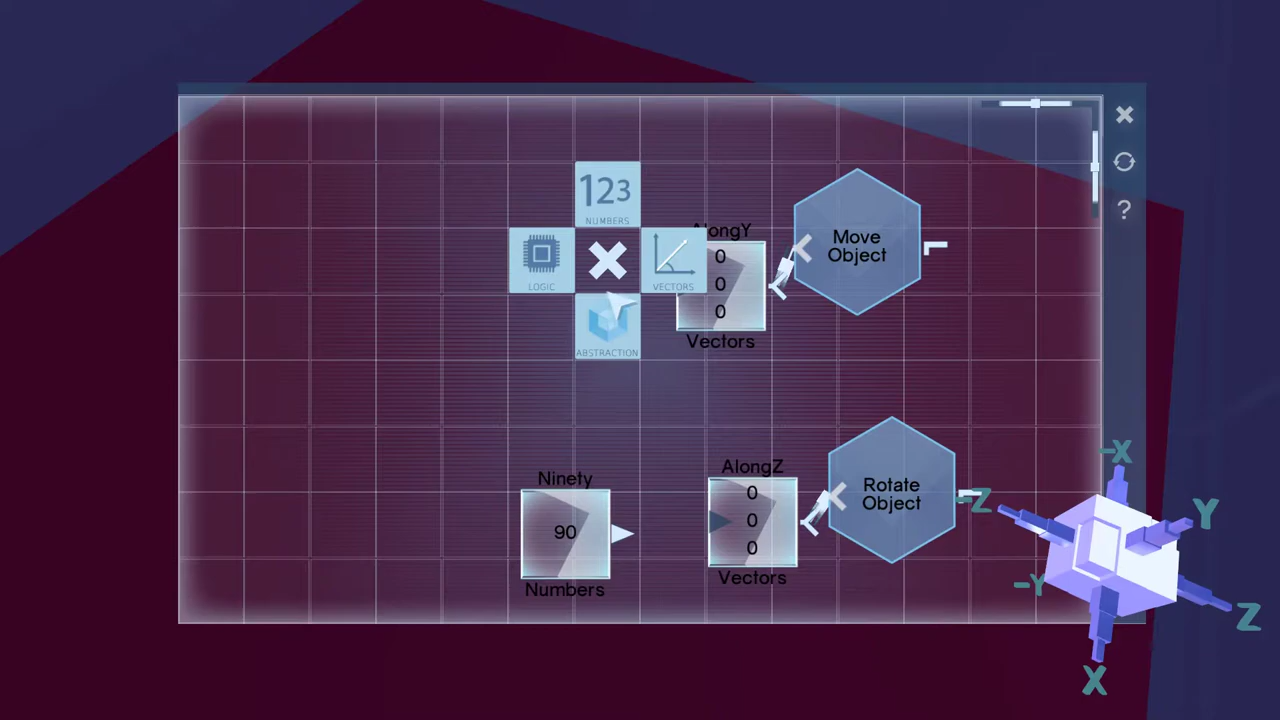 123
NUMBERS
LOGIC
VECTORS
ABSTRACTION
AlongY
0
0
0
Vectors
Move
Object
?
Ninety
90
Numbers
AlongZ
0
0
0
Vectors
Rotate
Object
-X
Y
-Z
-Y
Z
X